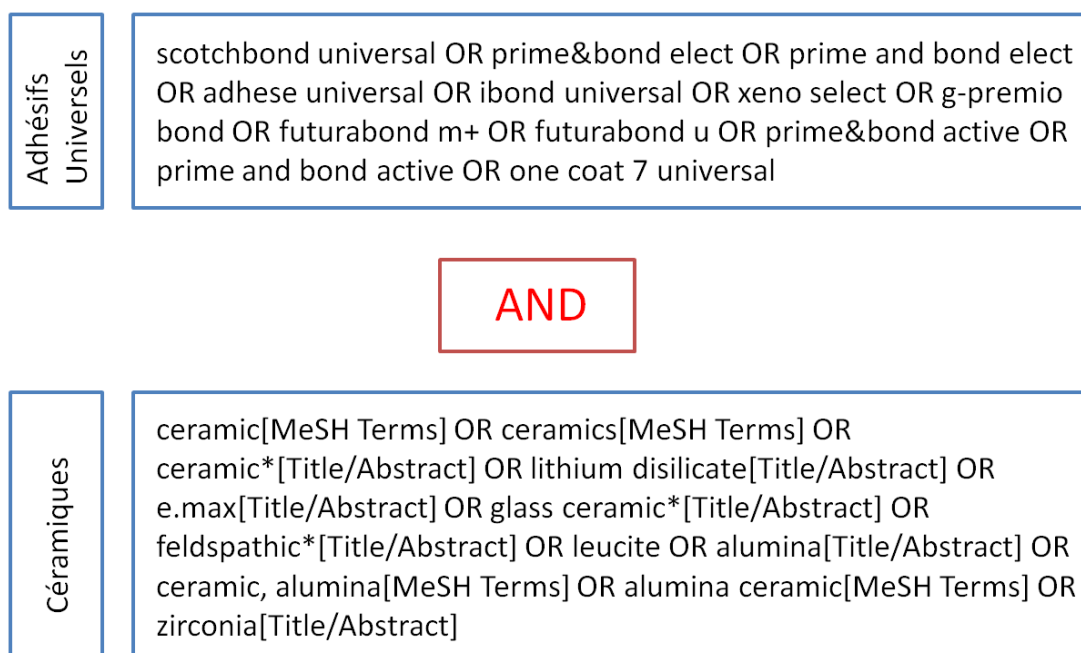 Adhésifs
Universels
scotchbond universal OR prime&bond elect OR prime and bond elect
OR adhese universal OR ibond universal OR xeno select OR g-premio
bond OR futurabond m+ OR futurabond u OR prime&bond active OR
prime and bond active OR one coat 7 universal
AND
Céramiques
ceramic[MeSH Terms] OR ceramics[MeSH Terms] OR
ceramic*[Title/Abstract] OR lithium disilicate[Title/Abstract] OR
e.max[Title/Abstract] OR glass ceramic*[Title/Abstract] OR
feldspathic*[Title/Abstract] OR leucite OR alumina[Title/Abstract] OR
ceramic, alumina[MeSH Terms] OR alumina ceramic[MeSH Terms] OR
zirconia[Title/Abstract]